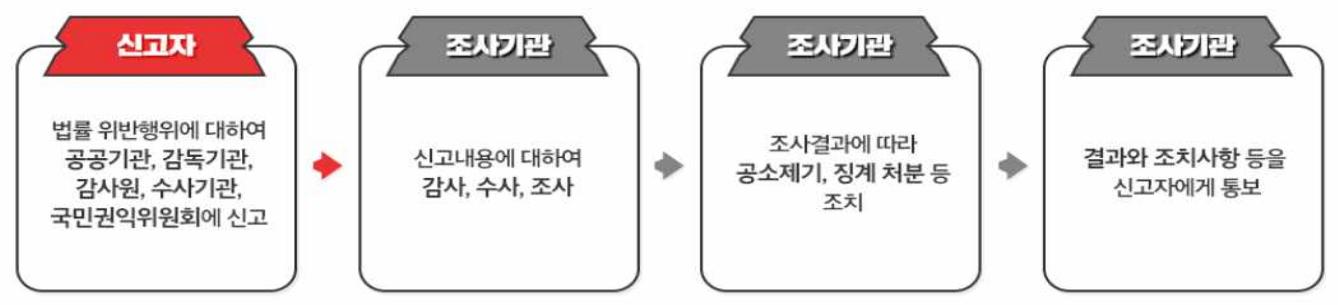 신고자
법률 위반행위에 대하여
공공기관, 감독기관,
감사원, 수사기관,
국민권익위원회에 신고
조사기관
신고내용에 대하여
감사, 수사, 조사
조사기관
조사결과에 따라
공소제기, 징계 처분 등
조치
조사기관
결과와 조치사항 등을
신고자에게 통보